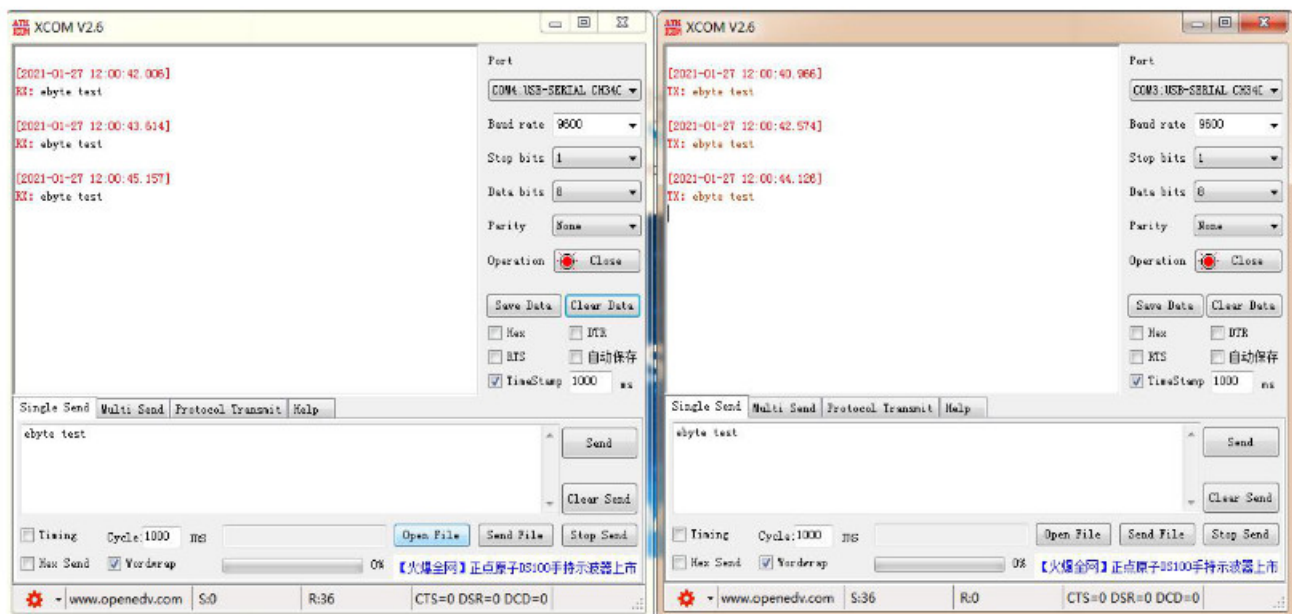 ATK XCOM XCOM V2.6
[2021-01-27 12:00:42.006]
RX: ebyte test
[2021-01-27 12:00:43.614]
RX: ebyte test
[2021-01-27 12:00:45.157]
RX: ebyte test
Port
COM4.USB-SERIAL CH34C
Baud rate 9600
Stop bits 1
Data bits 8
Parity None
Operation Close
Save Data Clear Data
Hex DTR
RTS 自动保存
TimeStamp 1000 ms
Single Send Multi Send Protocol Transmit Help
ebyte test
Send
Clear Send
Timing Cycle: 1000 ms Open File Send File Stop Send
Hex Send Wordwrap 0% 【火爆全网】正点原子DS100手持示波器上市
www.openedv.com S:0 R:36 CTS=0 DSR=0 DCD=0
ATK XCOM XCOM V2.6
[2021-01-27 12:00:40.966]
TX: ebyte test
[2021-01-27 12:00:42.574]
TX: ebyte test
[2021-01-27 12:00:44.126]
TX: ebyte test
Port
COM3:USB-SERIAL CH34C
Baud rate 9600
Stop bits 1
Data bits 8
Parity None
Operation Close
Save Data Clear Data
Hex DTR
RTS 自动保存
TimeStamp 1000 ms
Single Send Multi Send Protocol Transmit Help
ebyte test
Send
Clear Send
Timing Cycle: 1000 ms Open File Send File Stop Send
Hex Send Wordwrap 0% 【火爆全网】正点原子DS100手持示波器上市
www.openedv.com S:36 R:0 CTS=0 DSR=0 DCD=0